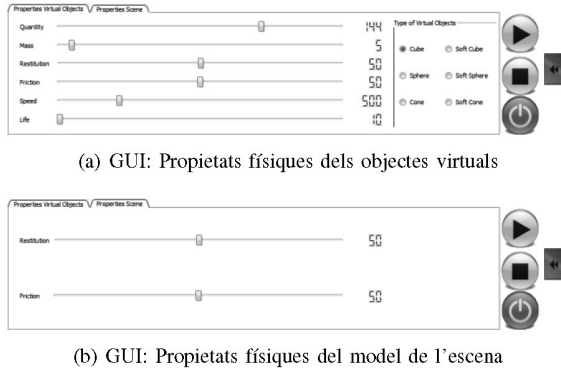 Properties Virtual Objects Properties Scene
Quantity 144
Mass 5
Restitution 50
Friction 50
Speed 500
Life 10
Type of Virtual Objects
Cube Soft Cube
Sphere Soft Sphere
Cone Soft Cone
(a) GUI: Propietats físiques dels objectes virtuals
Properties Virtual Objects Properties Scene
Restitution 50
Friction 50
(b) GUI: Propietats físiques del model de l'escena